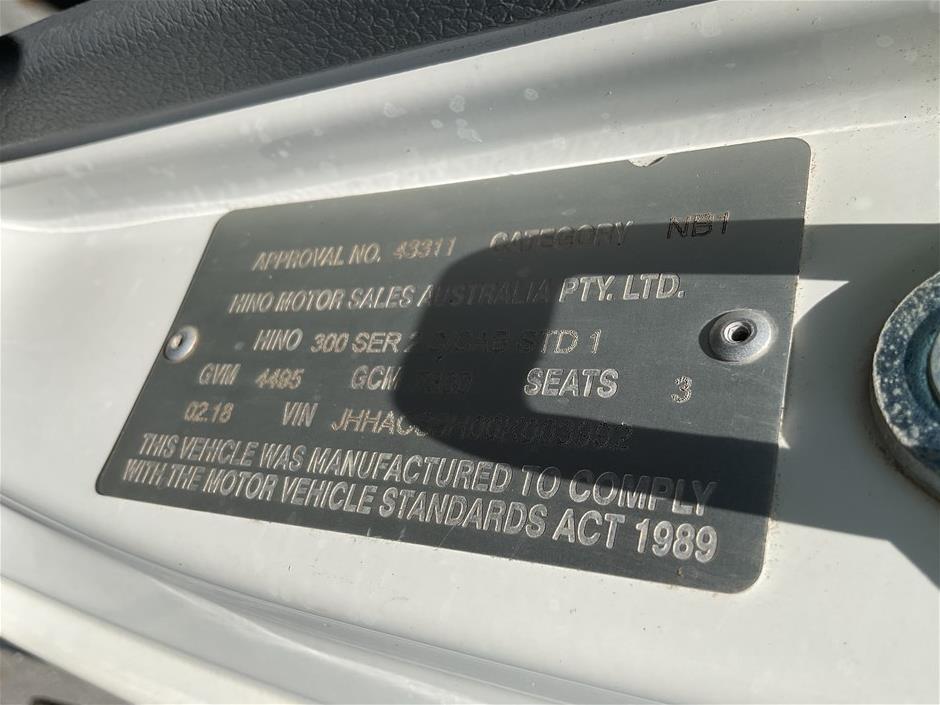 APPROVAL NO. 43311 CATEGORY NB1
HINO MOTOR SALES AUSTRALIA PTY. LTD.
HINO 300 SER STD 1
GVM 4495 GCM SEATS 3
02.18 VIN
THIS VEHICLE WAS MANUFACTURED TO COMPLY
WITH THE MOTOR VEHICLE STANDARDS ACT 1989